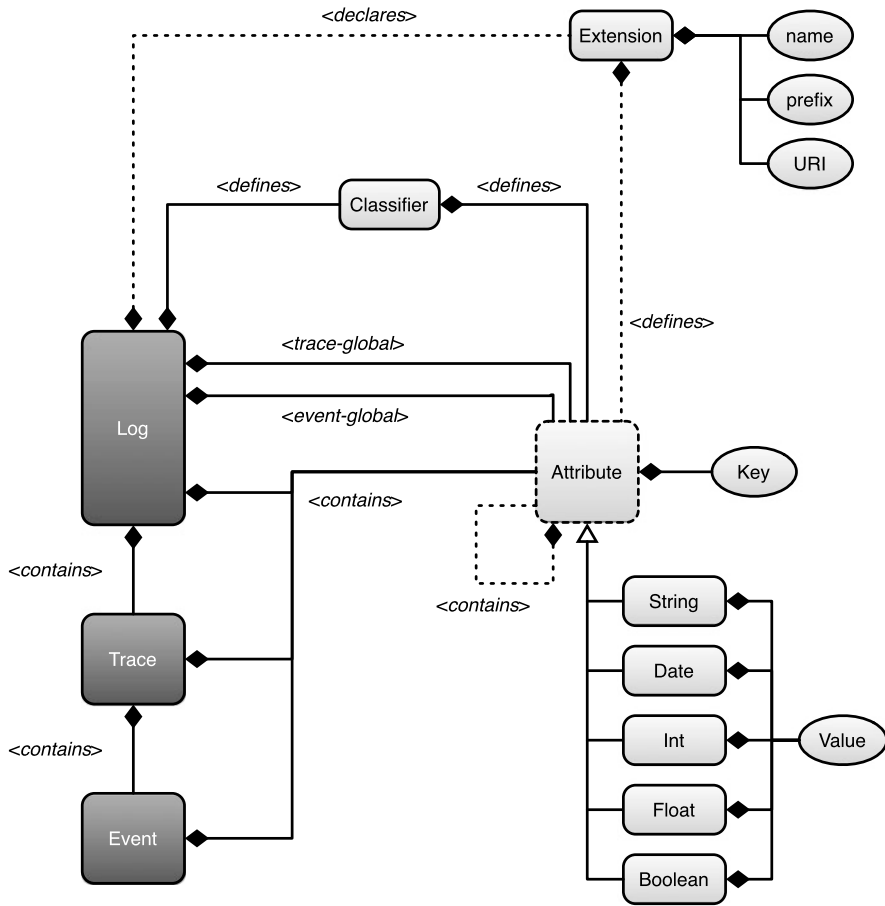 <declares>
Extension
name
prefix
URI
<defines>
Classifier
<defines>
<defines>
<trace-global>
<event-global>
Log
Attribute
Key
<contains>
<contains>
<contains>
String
Trace
Date
<contains>
Int
Value
Float
Event
Boolean